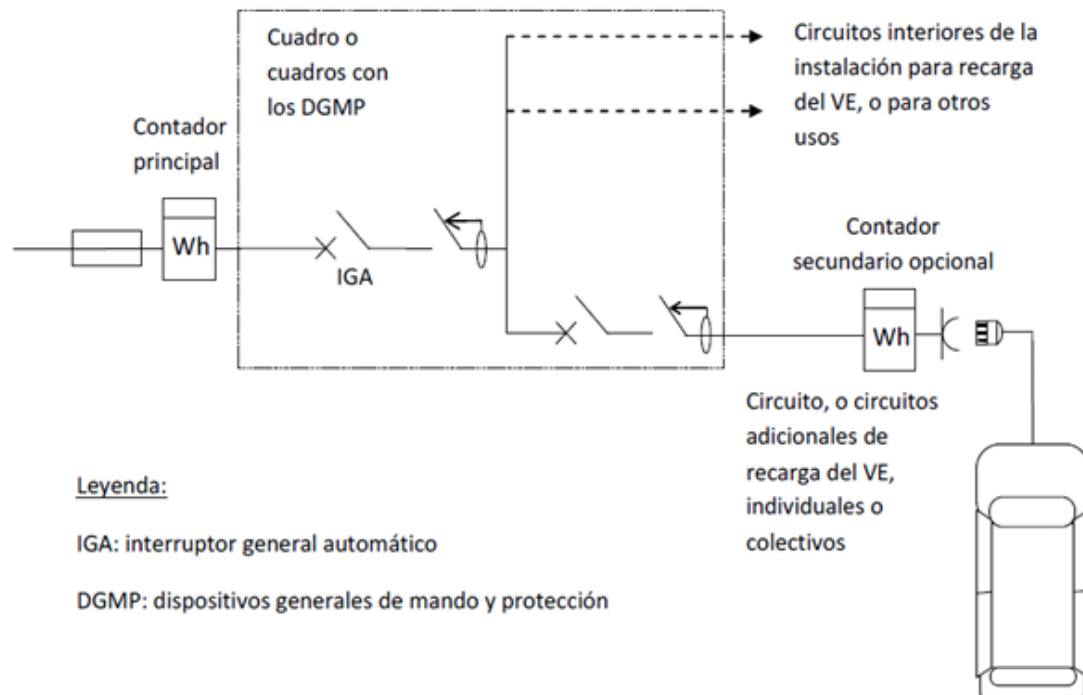 Cuadro o
cuadros con
los DGMP
Circuitos interiores de la
instalación para recarga
del VE, o para otros
usos
Contador
principal
Wh
IGA
Contador
secundario opcional
Wh
Circuito, o circuitos
adicionales de
recarga del VE,
individuales o
colectivos
Leyenda:
IGA: interruptor general automático
DGMP: dispositivos generales de mando y protección